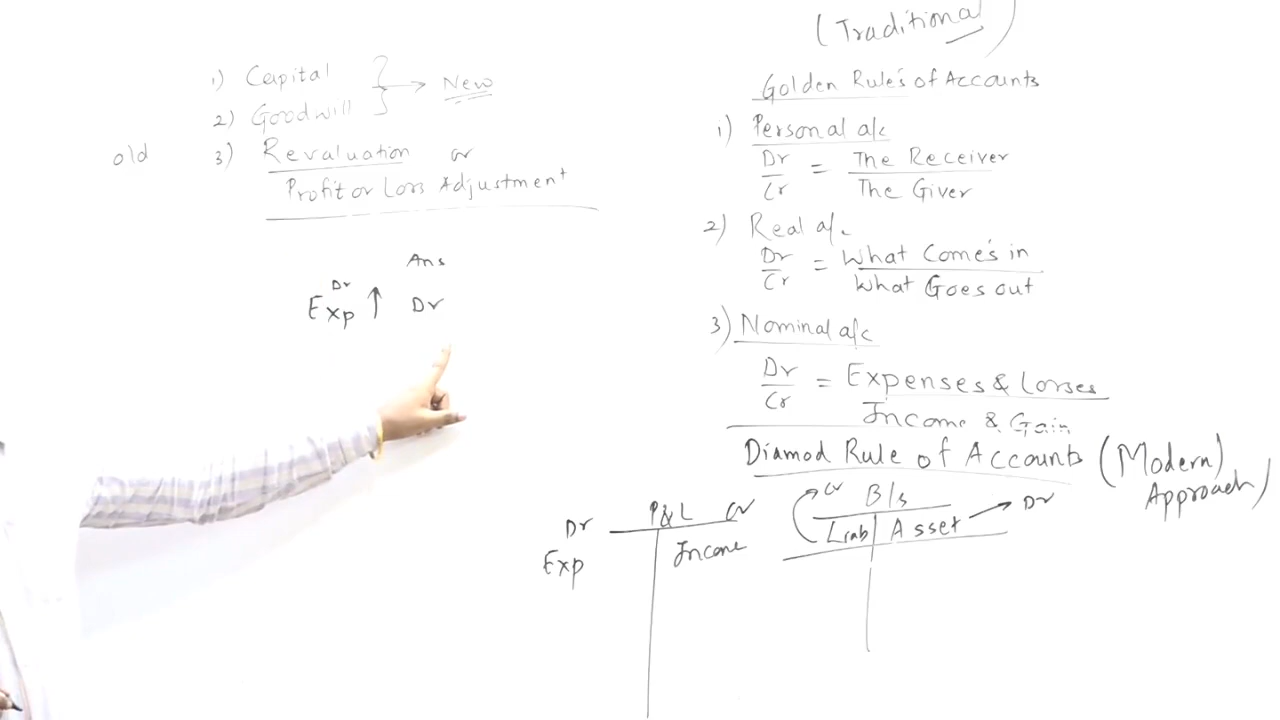 (Traditional)
1) Capital
2) Goodwill
→ New
old 3) Revaluation or
Profit or Loss Adjustment
Ans
Dr
Exp ↑ Dr
Golden Rule's of Accounts
1) Personal a/c
Dr = The Receiver
Cr The Giver
2) Real a/c
Dr = What Come's in
Cr What Goes out
3) Nominal a/c
Dr = Expenses & Losses
Cr Income & Gain
Diamod Rule of Accounts (Modern)
Approach)
Dr P&L Cr
Exp Income
Cr B/s Dr
Liab Asset